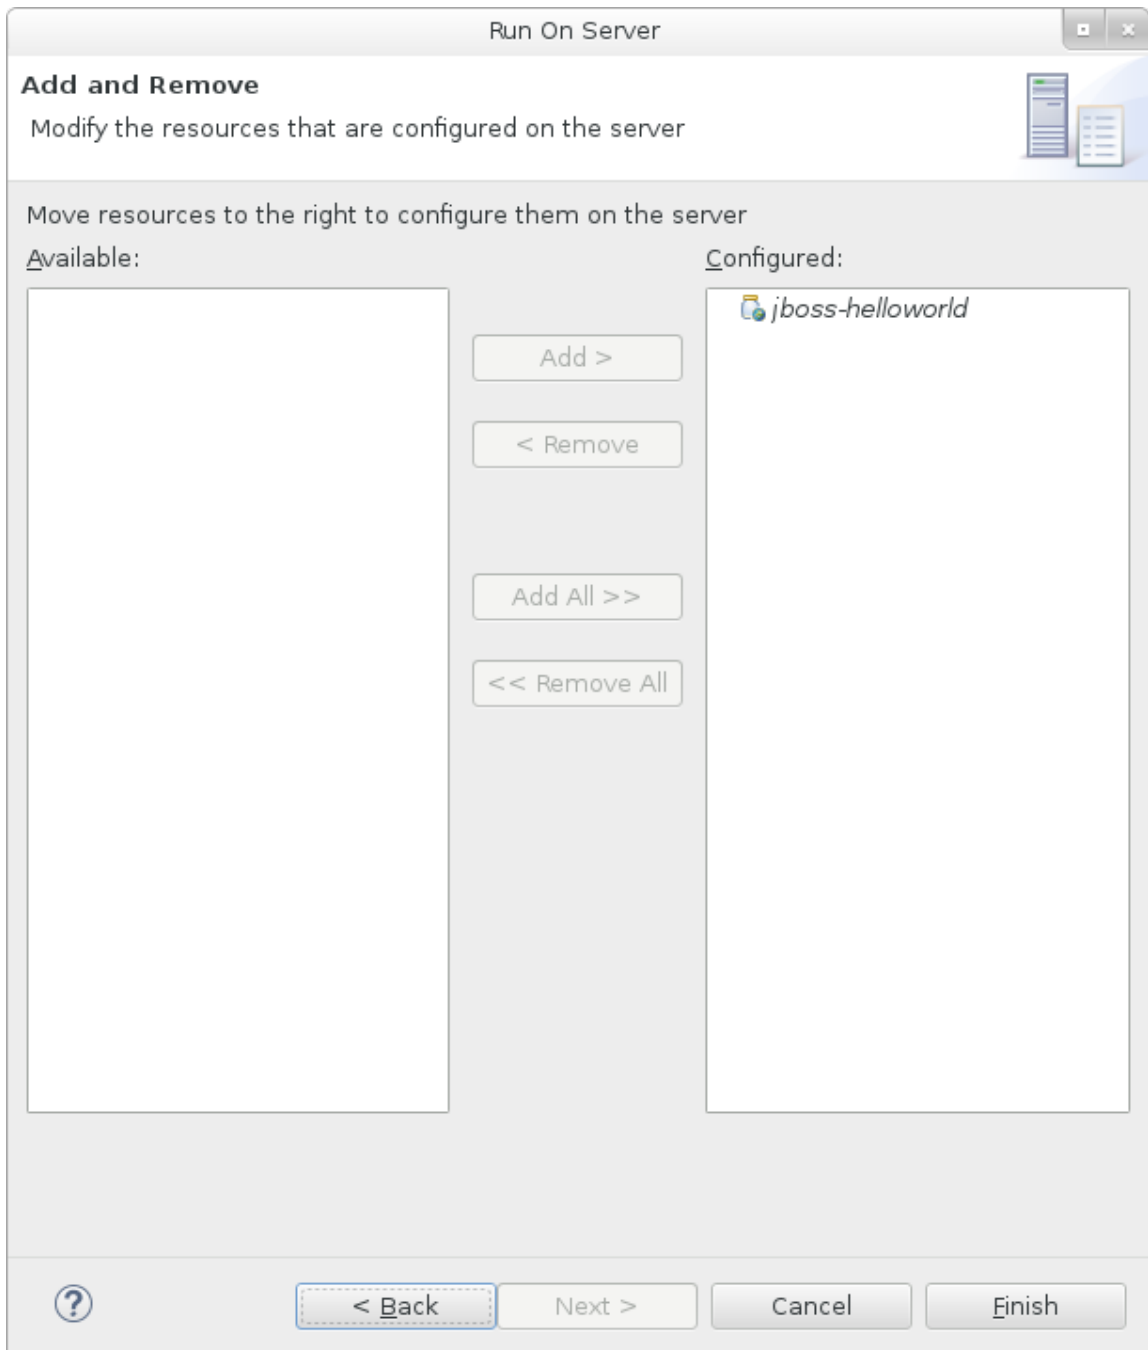 Run On Server
Add and Remove
Modify the resources that are configured on the server
Move resources to the right to configure them on the server
Available:
Configured:
jboss-helloworld
Add >
< Remove
Add All >>
<< Remove All
?
< Back
Next >
Cancel
Finish